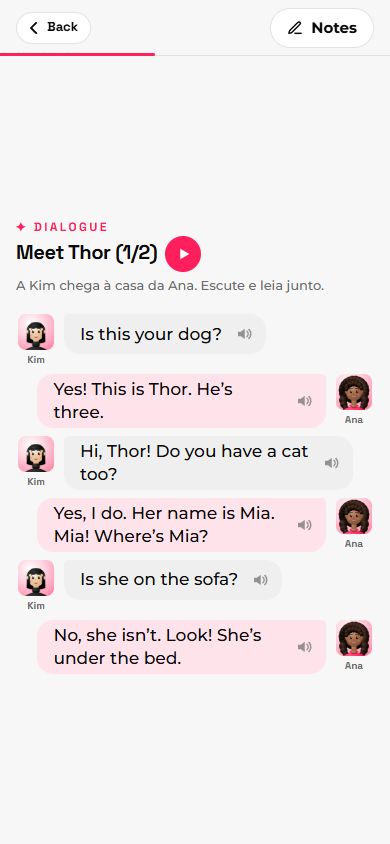 Back
Notes
DIALOGUE
Meet Thor (1/2)
A Kim chega à casa da Ana. Escute e leia junto.
Is this your dog?
Kim
Yes! This is Thor. He’s
three.
Ana
Hi, Thor! Do you have a cat
too?
Kim
Yes, I do. Her name is Mia.
Mia! Where’s Mia?
Ana
Is she on the sofa?
Kim
No, she isn’t. Look! She’s
under the bed.
Ana